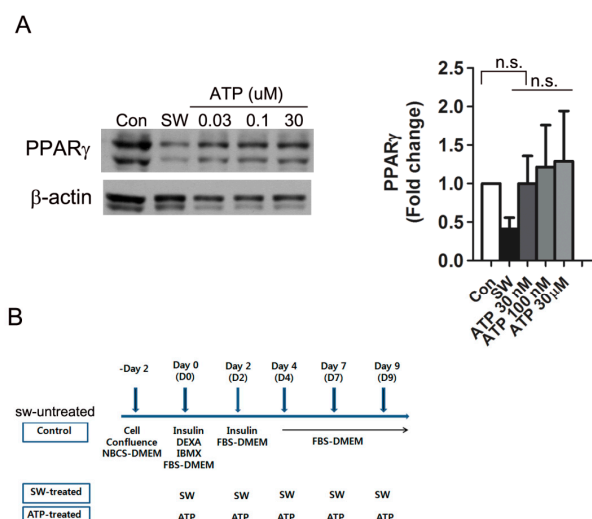 A
ATP (uM)
Con SW 0.03 0.1 30
PPARγ
β-actin
n.s.
n.s.
PPARγ
(Fold change)
2.5
2.0
1.5
1.0
0.5
0.0
Con
SW
ATP 30 nM
ATP 100 nM
ATP 30μM
B
-Day 2
Day 0
(D0)
Day 2
(D2)
Day 4
(D4)
Day 7
(D7)
Day 9
(D9)
sw-untreated
Control
Cell
Confluence
NBCS-DMEM
Insulin
DEXA
IBMX
FBS-DMEM
Insulin
FBS-DMEM
FBS-DMEM
SW-treated
SW SW SW SW SW
ATP-treated
ATP ATP ATP ATP ATP